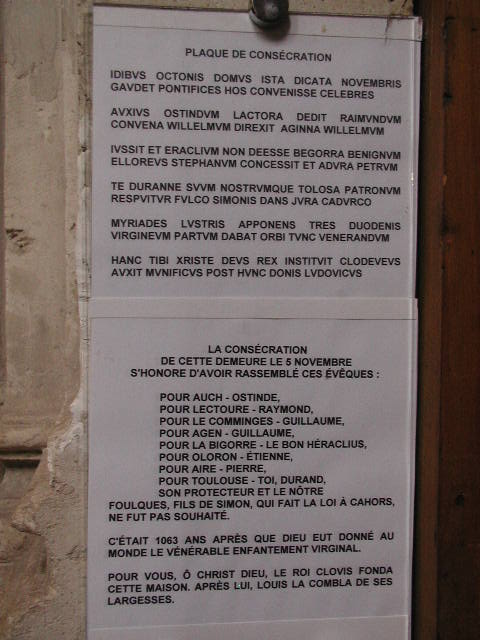 PLAQUE DE CONSÉCRATION
IDIBVS OCTONIS DOMVS ISTA DICATA NOVEMBRIS
GAVDET PONTIFICES HOS CONVENISSE CELEBRES
AVXIVS OSTINDVM LACTORA DEDIT RAIMVNDVM
CONVENA WILLELMVM DIREXIT AGINNA WILLELMVM
IVSSIT ET ERACLIVM NON DEESSE BEGORRA BENIGNVM
ELLOREVS STEPHANVM CONCESSIT ET ADVRA PETRVM
TE DURANNE SVVM NOSTRVMQVE TOLOSA PATRONVM
RESPVITVR FVLCO SIMONIS DANS JVRA CADVRCO
MYRIADES LVSTRIS APPONENS TRES DUODENIS
VIRGINEVM PARTVM DABAT ORBI TVNC VENERANDVM
HANC TIBI XRISTE DEVS REX INSTITVIT CLODEVEVS
AVXIT MVNIFICVS POST HVNC DONIS LVDOVICVS
LA CONSÉCRATION
DE CETTE DEMEURE LE 5 NOVEMBRE
S'HONORE D'AVOIR RASSEMBLÉ CES ÉVÊQUES :
POUR AUCH - OSTINDE,
POUR LECTOURE - RAYMOND,
POUR LE COMMINGES - GUILLAUME,
POUR AGEN - GUILLAUME,
POUR LA BIGORRE - LE BON HÉRACLIUS,
POUR OLORON - ÉTIENNE,
POUR AIRE - PIERRE,
POUR TOULOUSE - TOI, DURAND,
SON PROTECTEUR ET LE NÔTRE
FOULQUES, FILS DE SIMON, QUI FAIT LA LOI À CAHORS,
NE FUT PAS SOUHAITÉ.
C'ÉTAIT 1063 ANS APRÈS QUE DIEU EUT DONNÉ AU
MONDE LE VÉNÉRABLE ENFANTEMENT VIRGINAL.
POUR VOUS, Ô CHRIST DIEU, LE ROI CLOVIS FONDA
CETTE MAISON. APRÈS LUI, LOUIS LA COMBLA DE SES
LARGESSES.